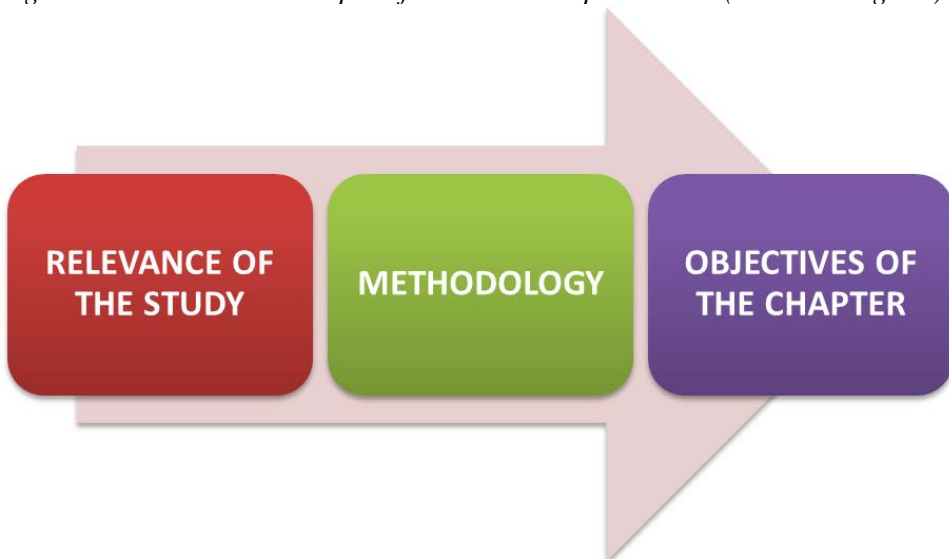 RELEVANCE OF
THE STUDY
METHODOLOGY
OBJECTIVES OF
THE CHAPTER